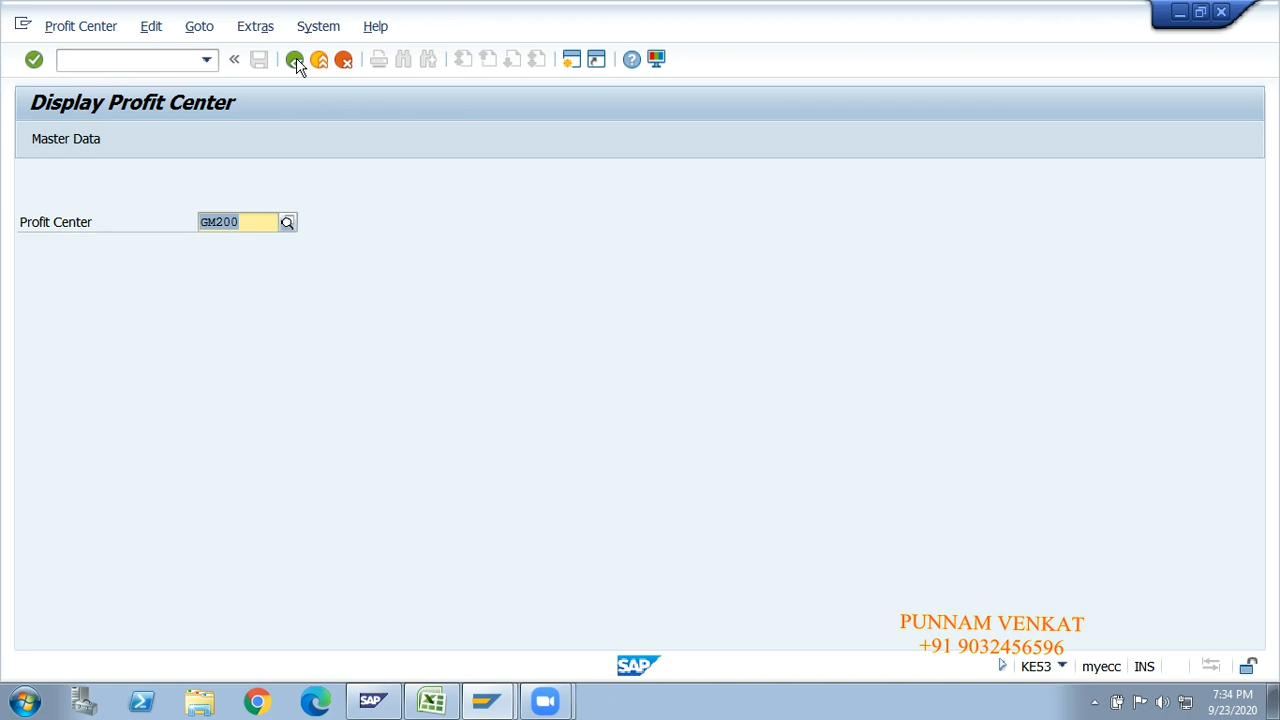 Profit Center Edit Goto Extras System Help
Display Profit Center
Master Data
Profit Center GM200
PUNNAM VENKAT
+91 9032456596
SAP KE53 myecc INS
SAP 7:34 PM
9/23/2020